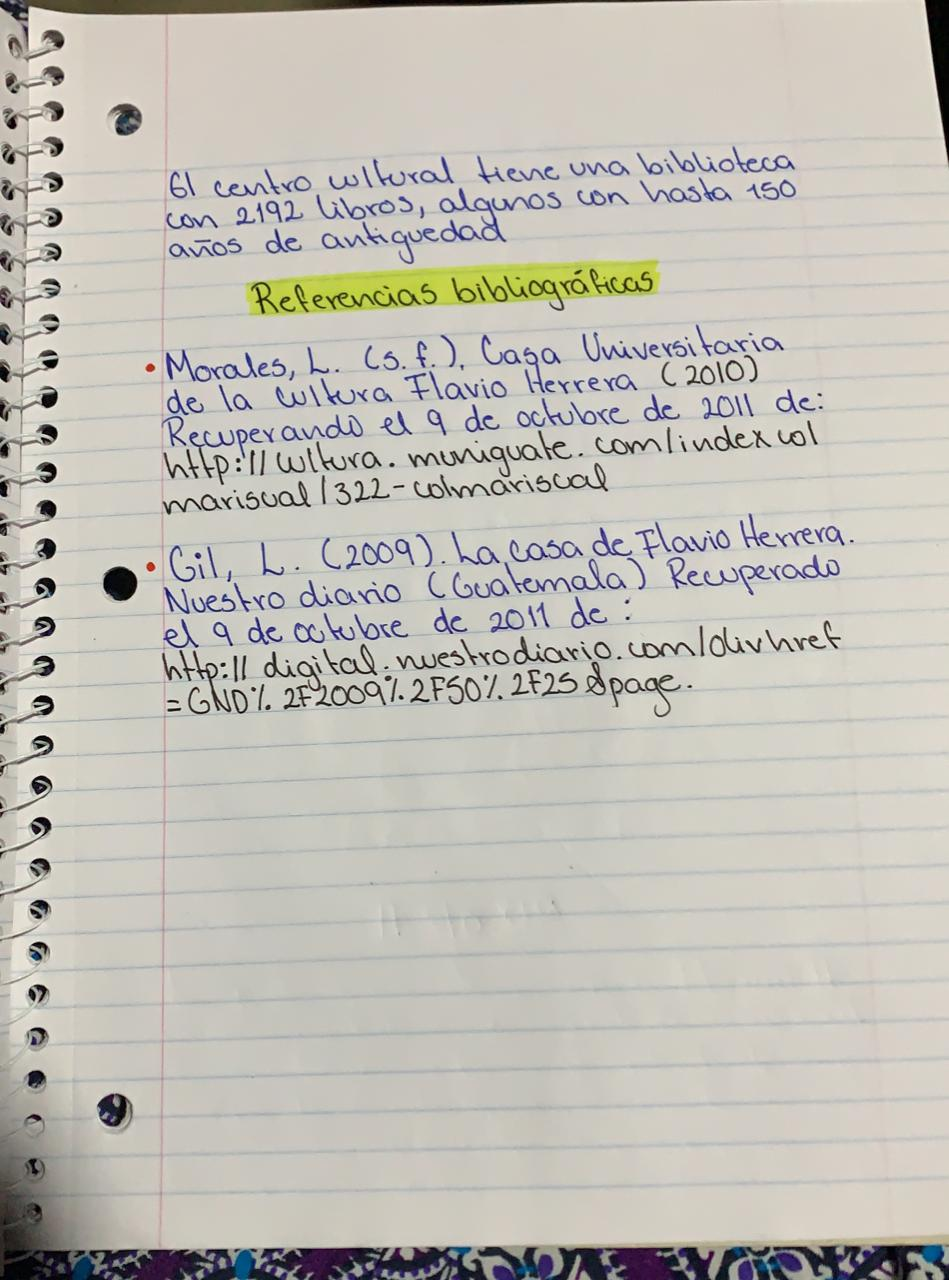 El centro cultural tiene una biblioteca
con 2192 libros, algunos con hasta 150
años de antiguedad
Referencias bibliográficas
• Morales, L. (s.f.). Casa Universitaria
de la cultura Flavio Herrera (2010)
Recuperando el 9 de octubre de 2011 de:
http://cultura.muniguate.com/index col
mariscal/322-colmariscal
• Gil, L. (2009). La casa de Flavio Herrera.
Nuestro diario (Guatemala) Recuperado
el 9 de octubre de 2011 de:
http://digital.nuestrodiario.com/olivhref
=GND%2F2009%2F50%2F25&page.